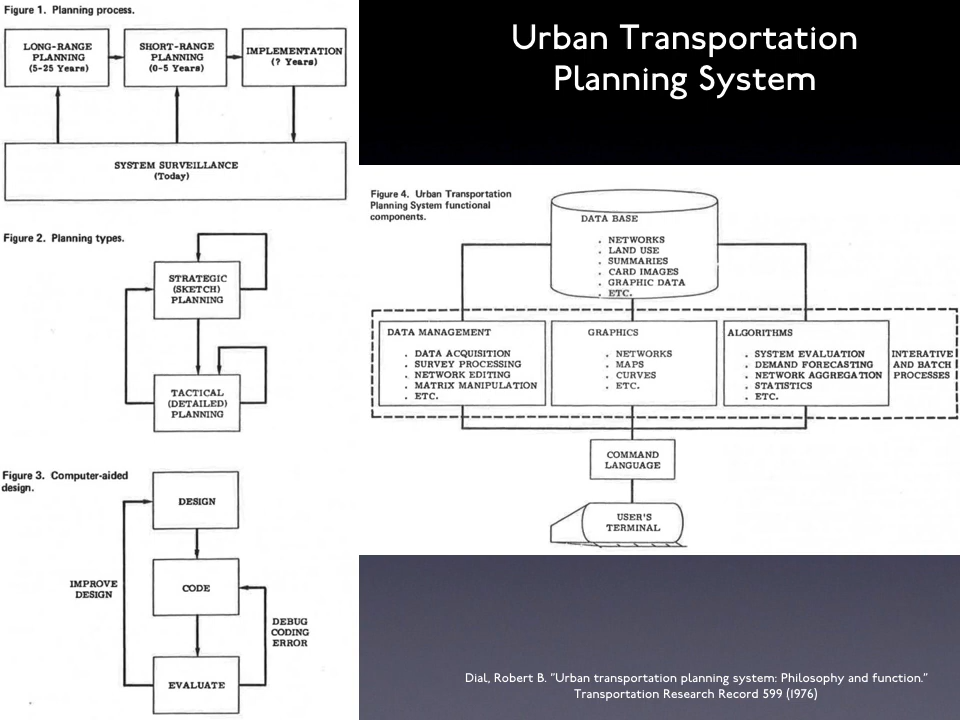 Urban Transportation
Planning System
Figure 1. Planning process.
LONG-RANGE
PLANNING
(5-25 Years)
SHORT-RANGE
PLANNING
(0-5 Years)
IMPLEMENTATION
(? Years)
SYSTEM SURVEILLANCE
(Today)
Figure 2. Planning types.
STRATEGIC
(SKETCH)
PLANNING
TACTICAL
(DETAILED)
PLANNING
Figure 3. Computer-aided
design.
DESIGN
CODE
EVALUATE
IMPROVE
DESIGN
DEBUG
CODING
ERROR
Figure 4. Urban Transportation
Planning System functional
components.
DATA BASE
. NETWORKS
. LAND USE
. SUMMARIES
. CARD IMAGES
. GRAPHIC DATA
. ETC.
DATA MANAGEMENT
. DATA ACQUISITION
. SURVEY PROCESSING
. NETWORK EDITING
. MATRIX MANIPULATION
. ETC.
GRAPHICS
. NETWORKS
. MAPS
. CURVES
. ETC.
ALGORITHMS
. SYSTEM EVALUATION
. DEMAND FORECASTING
. NETWORK AGGREGATION
. STATISTICS
. ETC.
INTERATIVE
AND BATCH
PROCESSES
COMMAND
LANGUAGE
USER'S
TERMINAL
Dial, Robert B. "Urban transportation planning system: Philosophy and function."
Transportation Research Record 599 (1976)